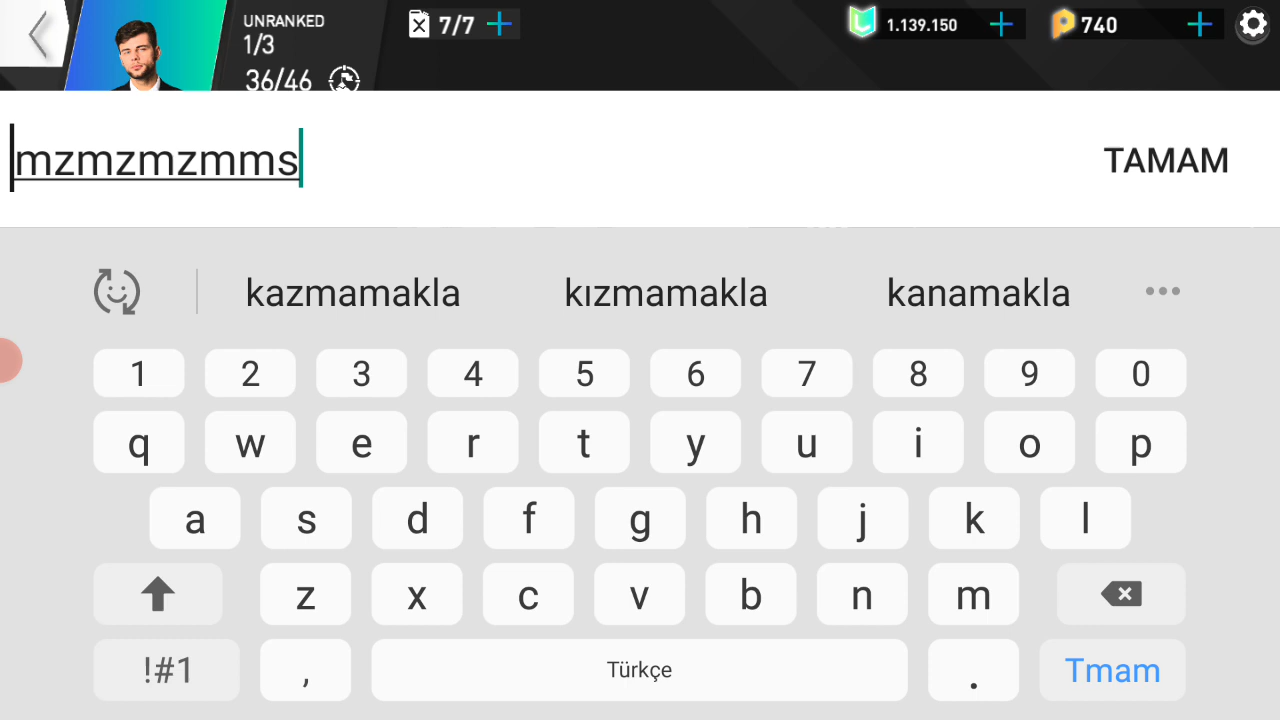 UNRANKED
1/3
36/46
7/7
1.139.150
740
mzmzmzmms
TAMAM
kazmamakla kızmamakla kanamakla
1 2 3 4 5 6 7 8 9 0
q w e r t y u i o p
a s d f g h j k l
z x c v b n m
!#1 , Türkçe . Tmam